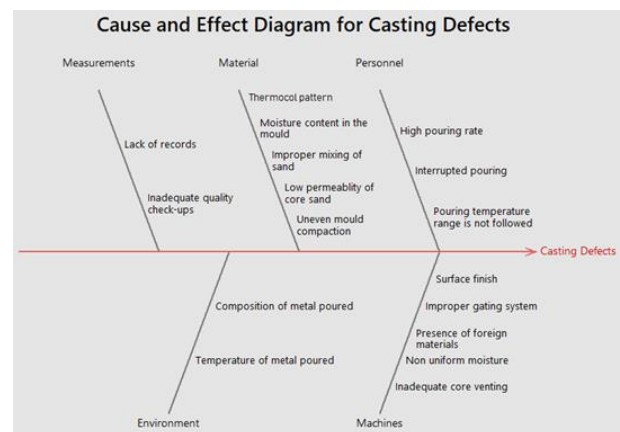 Cause and Effect Diagram for Casting Defects
Measurements
Material
Personnel
Thermocol pattern
Moisture content in the
mould
Improper mixing of
sand
Low permeablity of
core sand
Uneven mould
compaction
Lack of records
Inadequate quality
check-ups
High pouring rate
Interrupted pouring
Pouring temperature
range is not followed
Casting Defects
Composition of metal poured
Temperature of metal poured
Surface finish
Improper gating system
Presence of foreign
materials
Non uniform moisture
Inadequate core venting
Environment
Machines